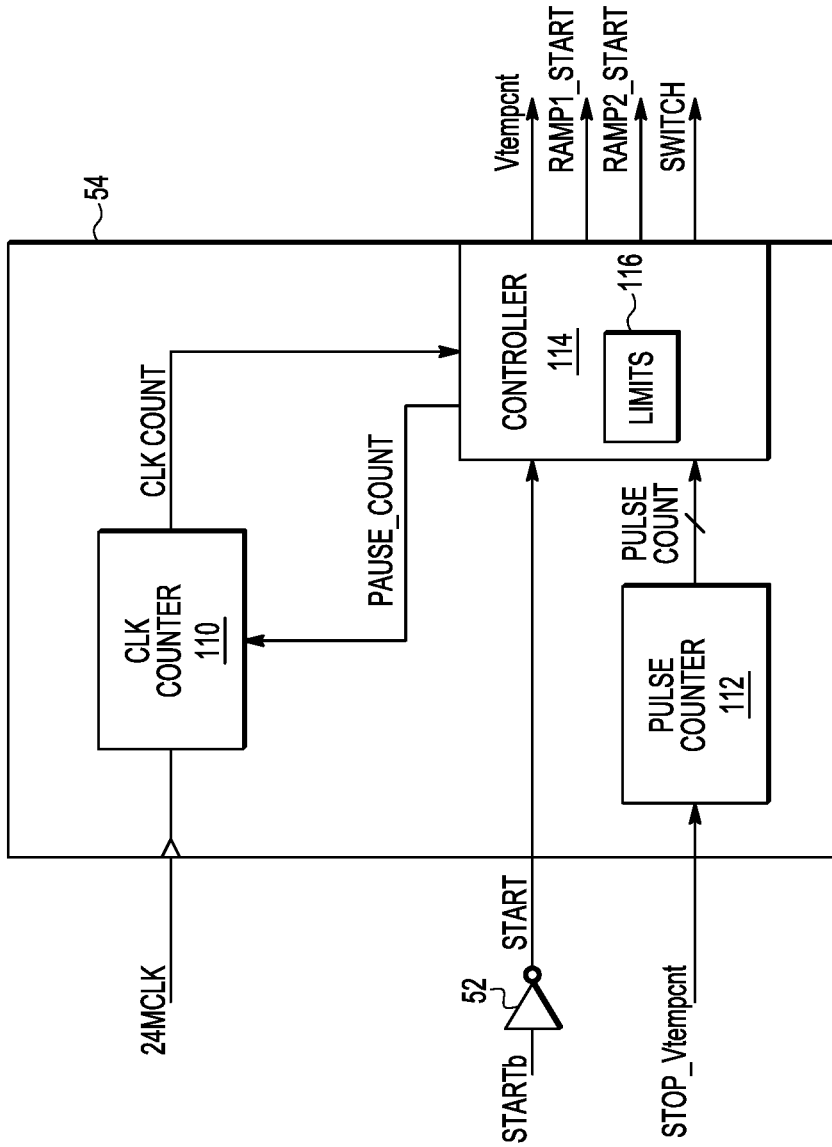 54
24MCLK
CLK
COUNTER
110
CLK COUNT
PAUSE_COUNT
STARTb
52
START
CONTROLLER
114
LIMITS
116
STOP_Vtempcnt
PULSE
COUNTER
112
PULSE
COUNT
Vtempcnt
RAMP1_START
RAMP2_START
SWITCH